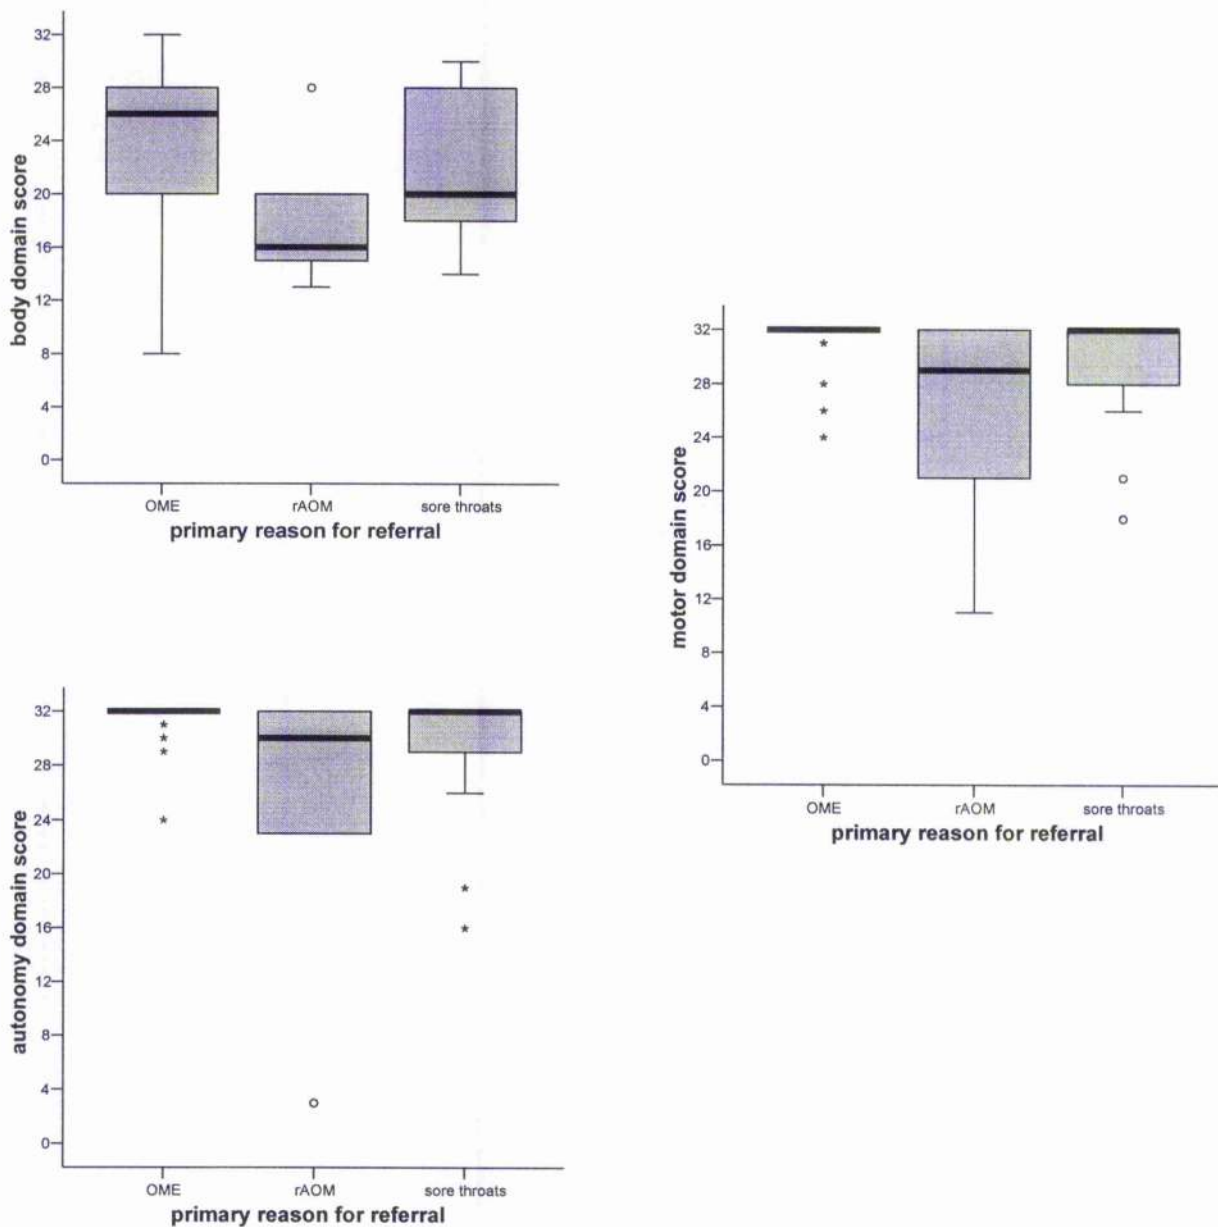 body domain score
32
28
24
20
16
12
8
4
0
OME
rAOM
sore throats
primary reason for referral
motor domain score
32
28
24
20
16
12
8
4
0
OME
rAOM
sore throats
primary reason for referral
autonomy domain score
32
28
24
20
16
12
8
4
0
OME
rAOM
sore throats
primary reason for referral